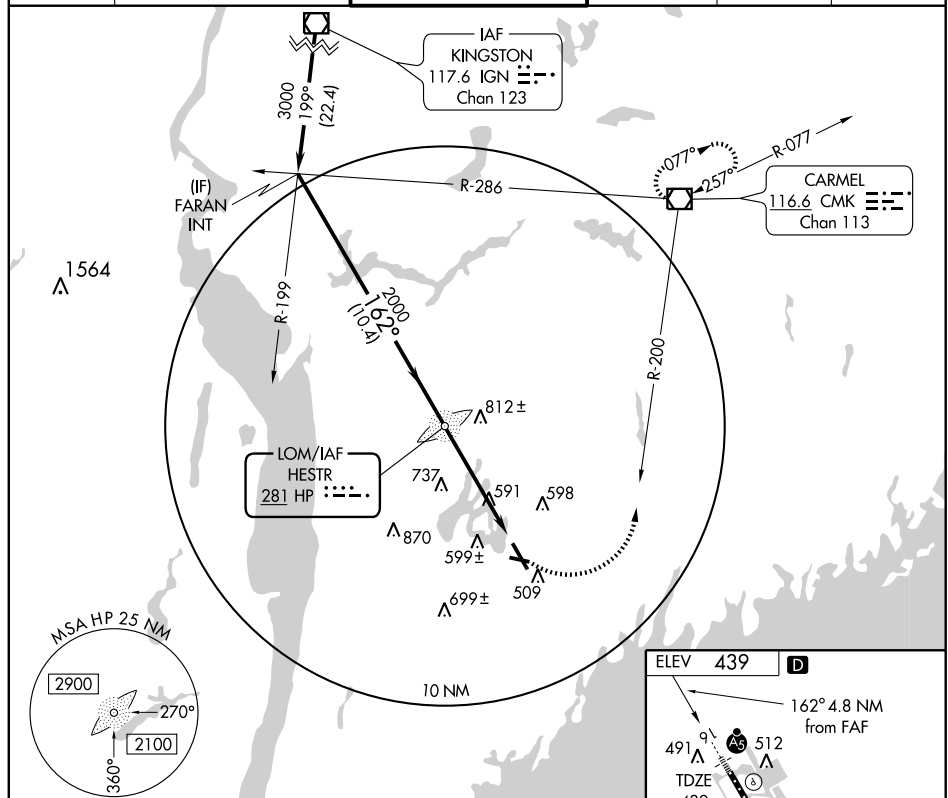 IAF
KINGSTON
117.6 IGN
Chan 123
3000
199°
(22.4)
(IF)
FARAN
INT
R-286
077°
257°
R-077
CARMEL
116.6 CMK
Chan 113
1564
R-199
2000
162°
(10.4)
R-200
812±
LOM/IAF
HESTR
281 HP
737
591
598
870
599±
509
699±
10 NM
MSA HP 25 NM
2900
270°
2100
360°
ELEV 439 D
162° 4.8 NM
from FAF
491
9
A5
512
TDZE